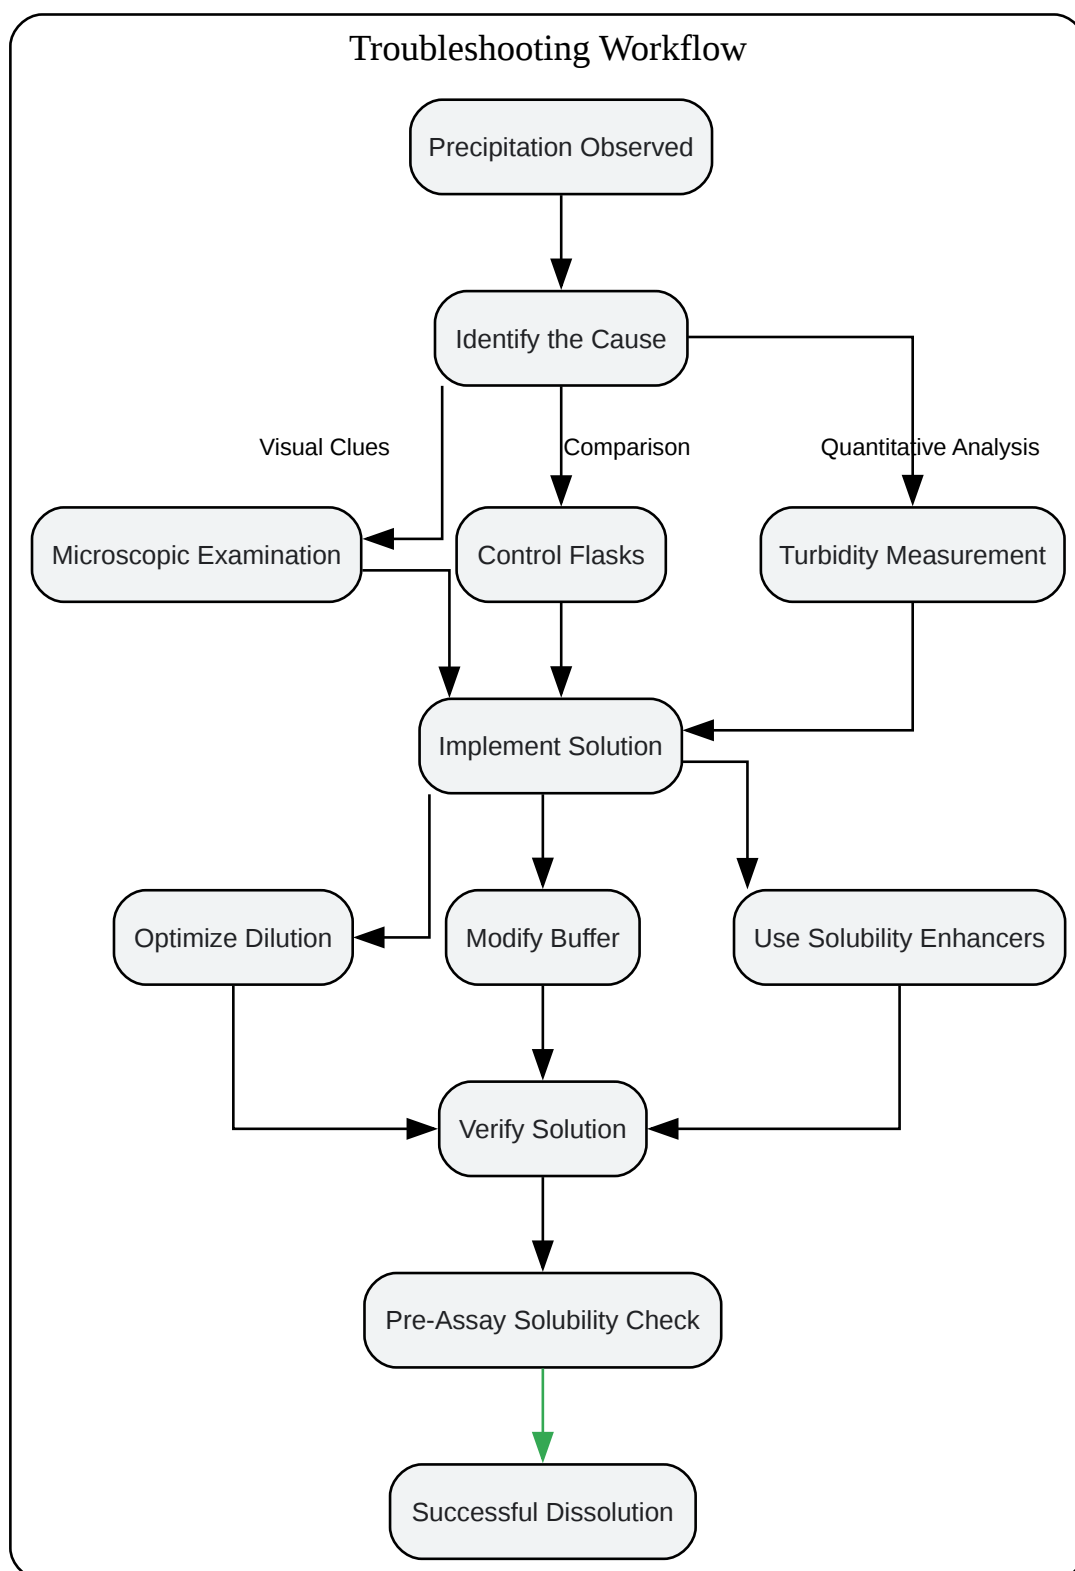 Troubleshooting Workflow
Precipitation Observed
Identify the Cause
Visual Clues
Comparison
Quantitative Analysis
Microscopic Examination
Control Flasks
Turbidity Measurement
Implement Solution
Optimize Dilution
Modify Buffer
Use Solubility Enhancers
Verify Solution
Pre-Assay Solubility Check
Successful Dissolution